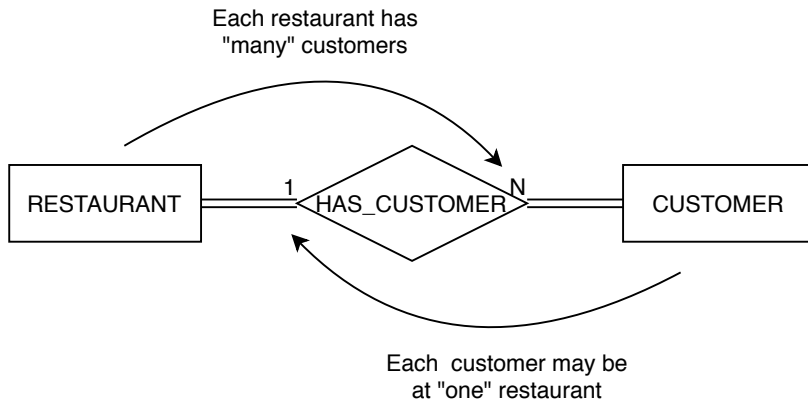 Each restaurant has
"many" customers
RESTAURANT
1
HAS_CUSTOMER
N
CUSTOMER
Each customer may be
at "one" restaurant